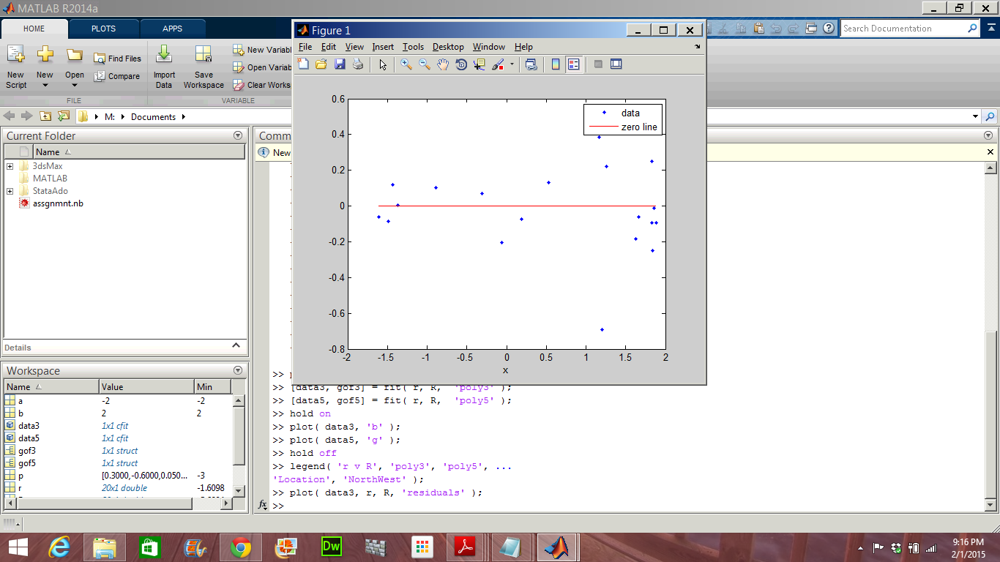 MATLAB R2014a
HOME PLOTS APPS
Search Documentation
New Script
New
Open
Find Files
Compare
Import Data
Save Workspace
New Variab
Open Variab
Clear Works
FILE VARIABLE
M: Documents
Current Folder
Name
3dsMax
MATLAB
StataAdo
assgnmnt.nb
Details
Workspace
Name Value Min
a -2 -2
b 2 2
data3 1x1 cfit
data5 1x1 cfit
gof3 1x1 struct
gof5 1x1 struct
p [0.3000,-0.6000,0.050... -3
r 20x1 double -1.6098
Comm
New
Figure 1
File Edit View Insert Tools Desktop Window Help
data
zero line
0.6
0.4
0.2
0
-0.2
-0.4
-0.6
-0.8
-2 -1.5 -1 -0.5 0 0.5 1 1.5 2
x
>> [data3, gof3] = fit( r, R, 'poly3' );
>> [data5, gof5] = fit( r, R, 'poly5' );
>> hold on
>> plot( data3, 'b' );
>> plot( data5, 'g' );
>> hold off
>> legend( 'r v R', 'poly3', 'poly5', ...
'Location', 'NorthWest' );
>> plot( data3, r, R, 'residuals' );
fx >>
Dw
9:16 PM
2/1/2015